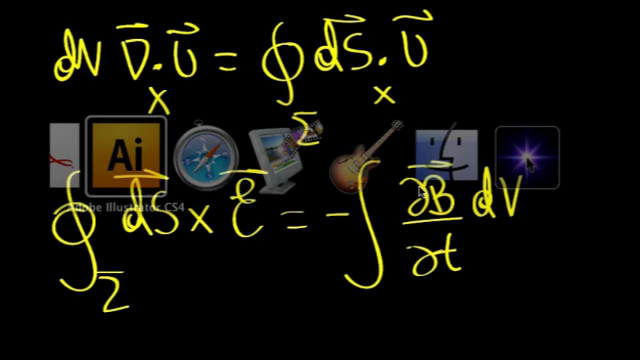 dV ∇⃗·U⃗ = ∮ dS⃗·U⃗
x Σ x
Ai
Adobe Illustrator CS4
∮ dS⃗ x ℰ⃗ = -∫ ∂B⃗/∂t dV
Σ